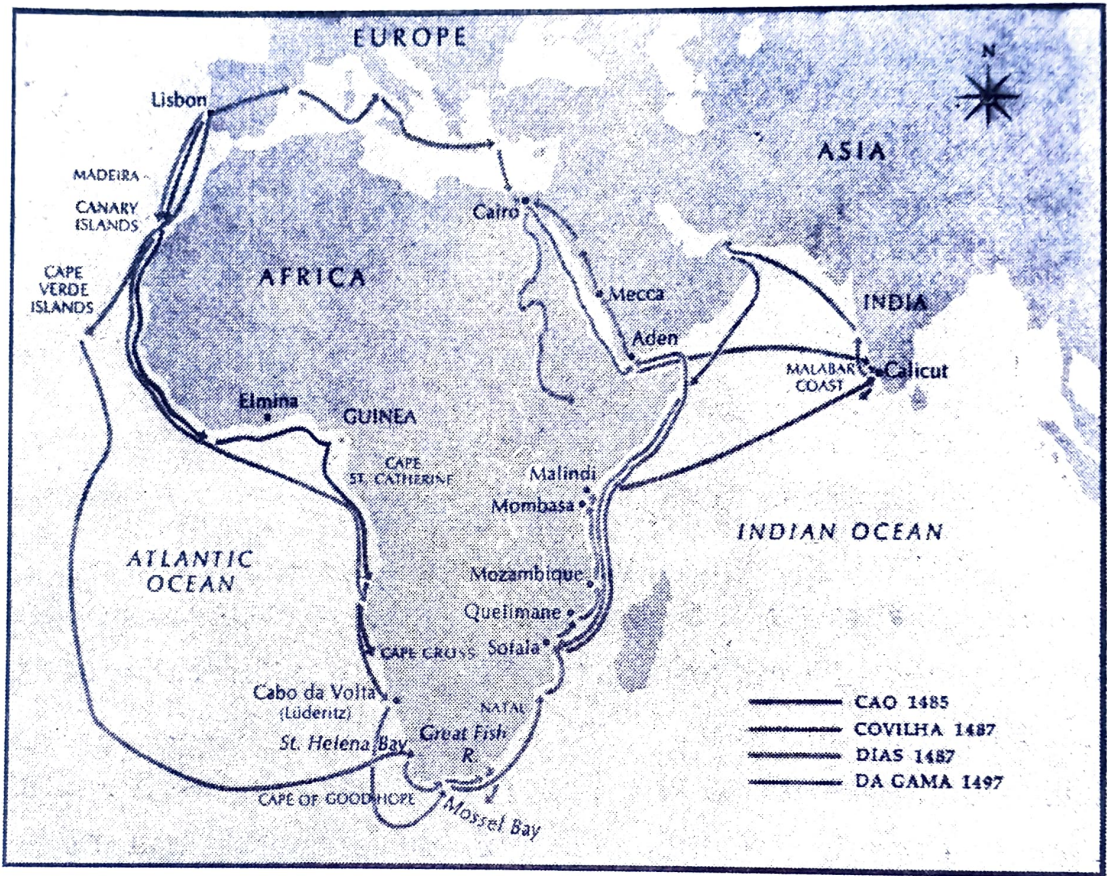 EUROPE
N
Lisbon
ASIA
MADEIRA
CANARY
ISLANDS
Cairo
CAPE
VERDE
ISLANDS
AFRICA
Mecca
INDIA
Aden
MALABAR
COAST
Calicut
Elmina
GUINEA
CAPE
ST. CATHERINE
Malindi
Mombasa
INDIAN OCEAN
ATLANTIC
OCEAN
Mozambique
Quelimane
CAPE CROSS
Sofala
Cabo da Volta
(Lüderitz)
NATAL
St. Helena Bay
Great Fish
R.
CAPE OF GOOD HOPE
Mossel Bay
CAO 1485
COVILHA 1487
DIAS 1487
DA GAMA 1497